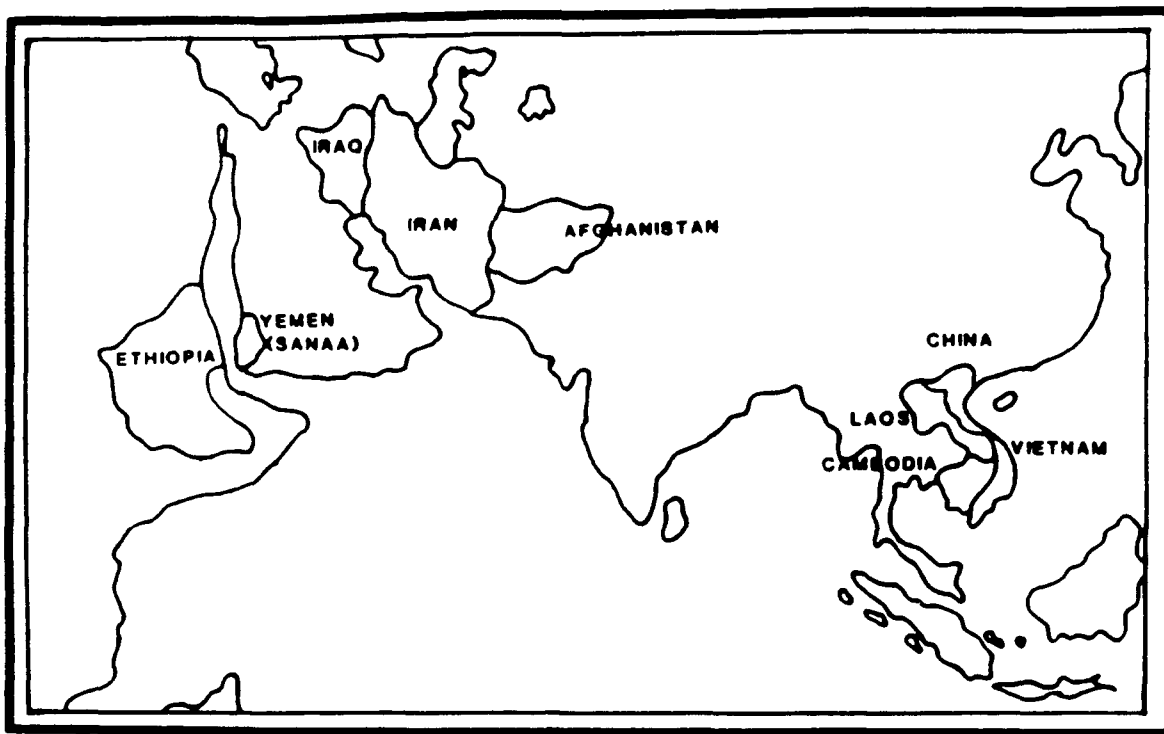 IRAQ
IRAN
AFGHANISTAN
YEMEN
(SANAA)
ETHIOPIA
CHINA
LAOS
VIETNAM
CAMBODIA